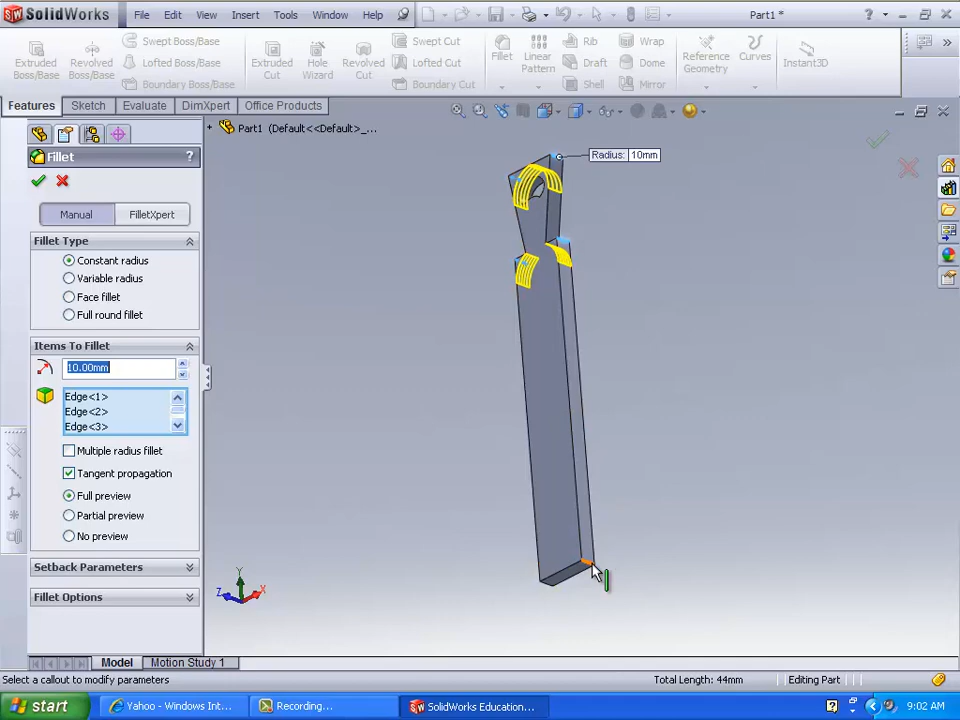 SolidWorks File Edit View Insert Tools Window Help Part1 * ?
Extruded Boss/Base Revolved Boss/Base Swept Boss/Base Lofted Boss/Base Boundary Boss/Base Extruded Cut Hole Wizard Revolved Cut Swept Cut Lofted Cut Boundary Cut Fillet Linear Pattern Rib Draft Shell Wrap Dome Mirror Reference Geometry Curves Instant3D
Features Sketch Evaluate DimXpert Office Products
Part1 (Default<<Default>_...
Fillet ?
Radius: 10mm
Manual FilletXpert
Fillet Type
Constant radius
Variable radius
Face fillet
Full round fillet
Items To Fillet
10.00mm
Edge<1>
Edge<2>
Edge<3>
Multiple radius fillet
Tangent propagation
Full preview
Partial preview
No preview
Setback Parameters
Fillet Options
Y
Z X
Model Motion Study 1
Select a callout to modify parameters Total Length: 44mm Editing Part
start Yahoo - Windows Int... Recording... SolidWorks Education... ? 9:02 AM